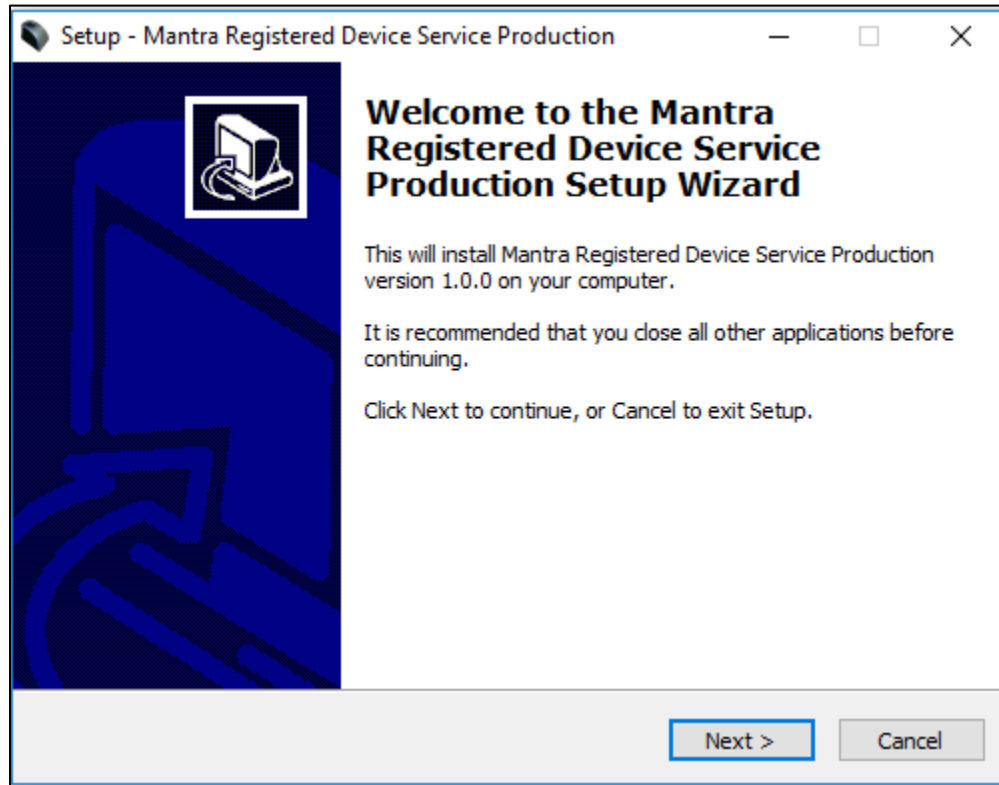 Setup - Mantra Registered Device Service Production
Welcome to the Mantra
Registered Device Service
Production Setup Wizard
This will install Mantra Registered Device Service Production
version 1.0.0 on your computer.
It is recommended that you close all other applications before
continuing.
Click Next to continue, or Cancel to exit Setup.
Next >
Cancel